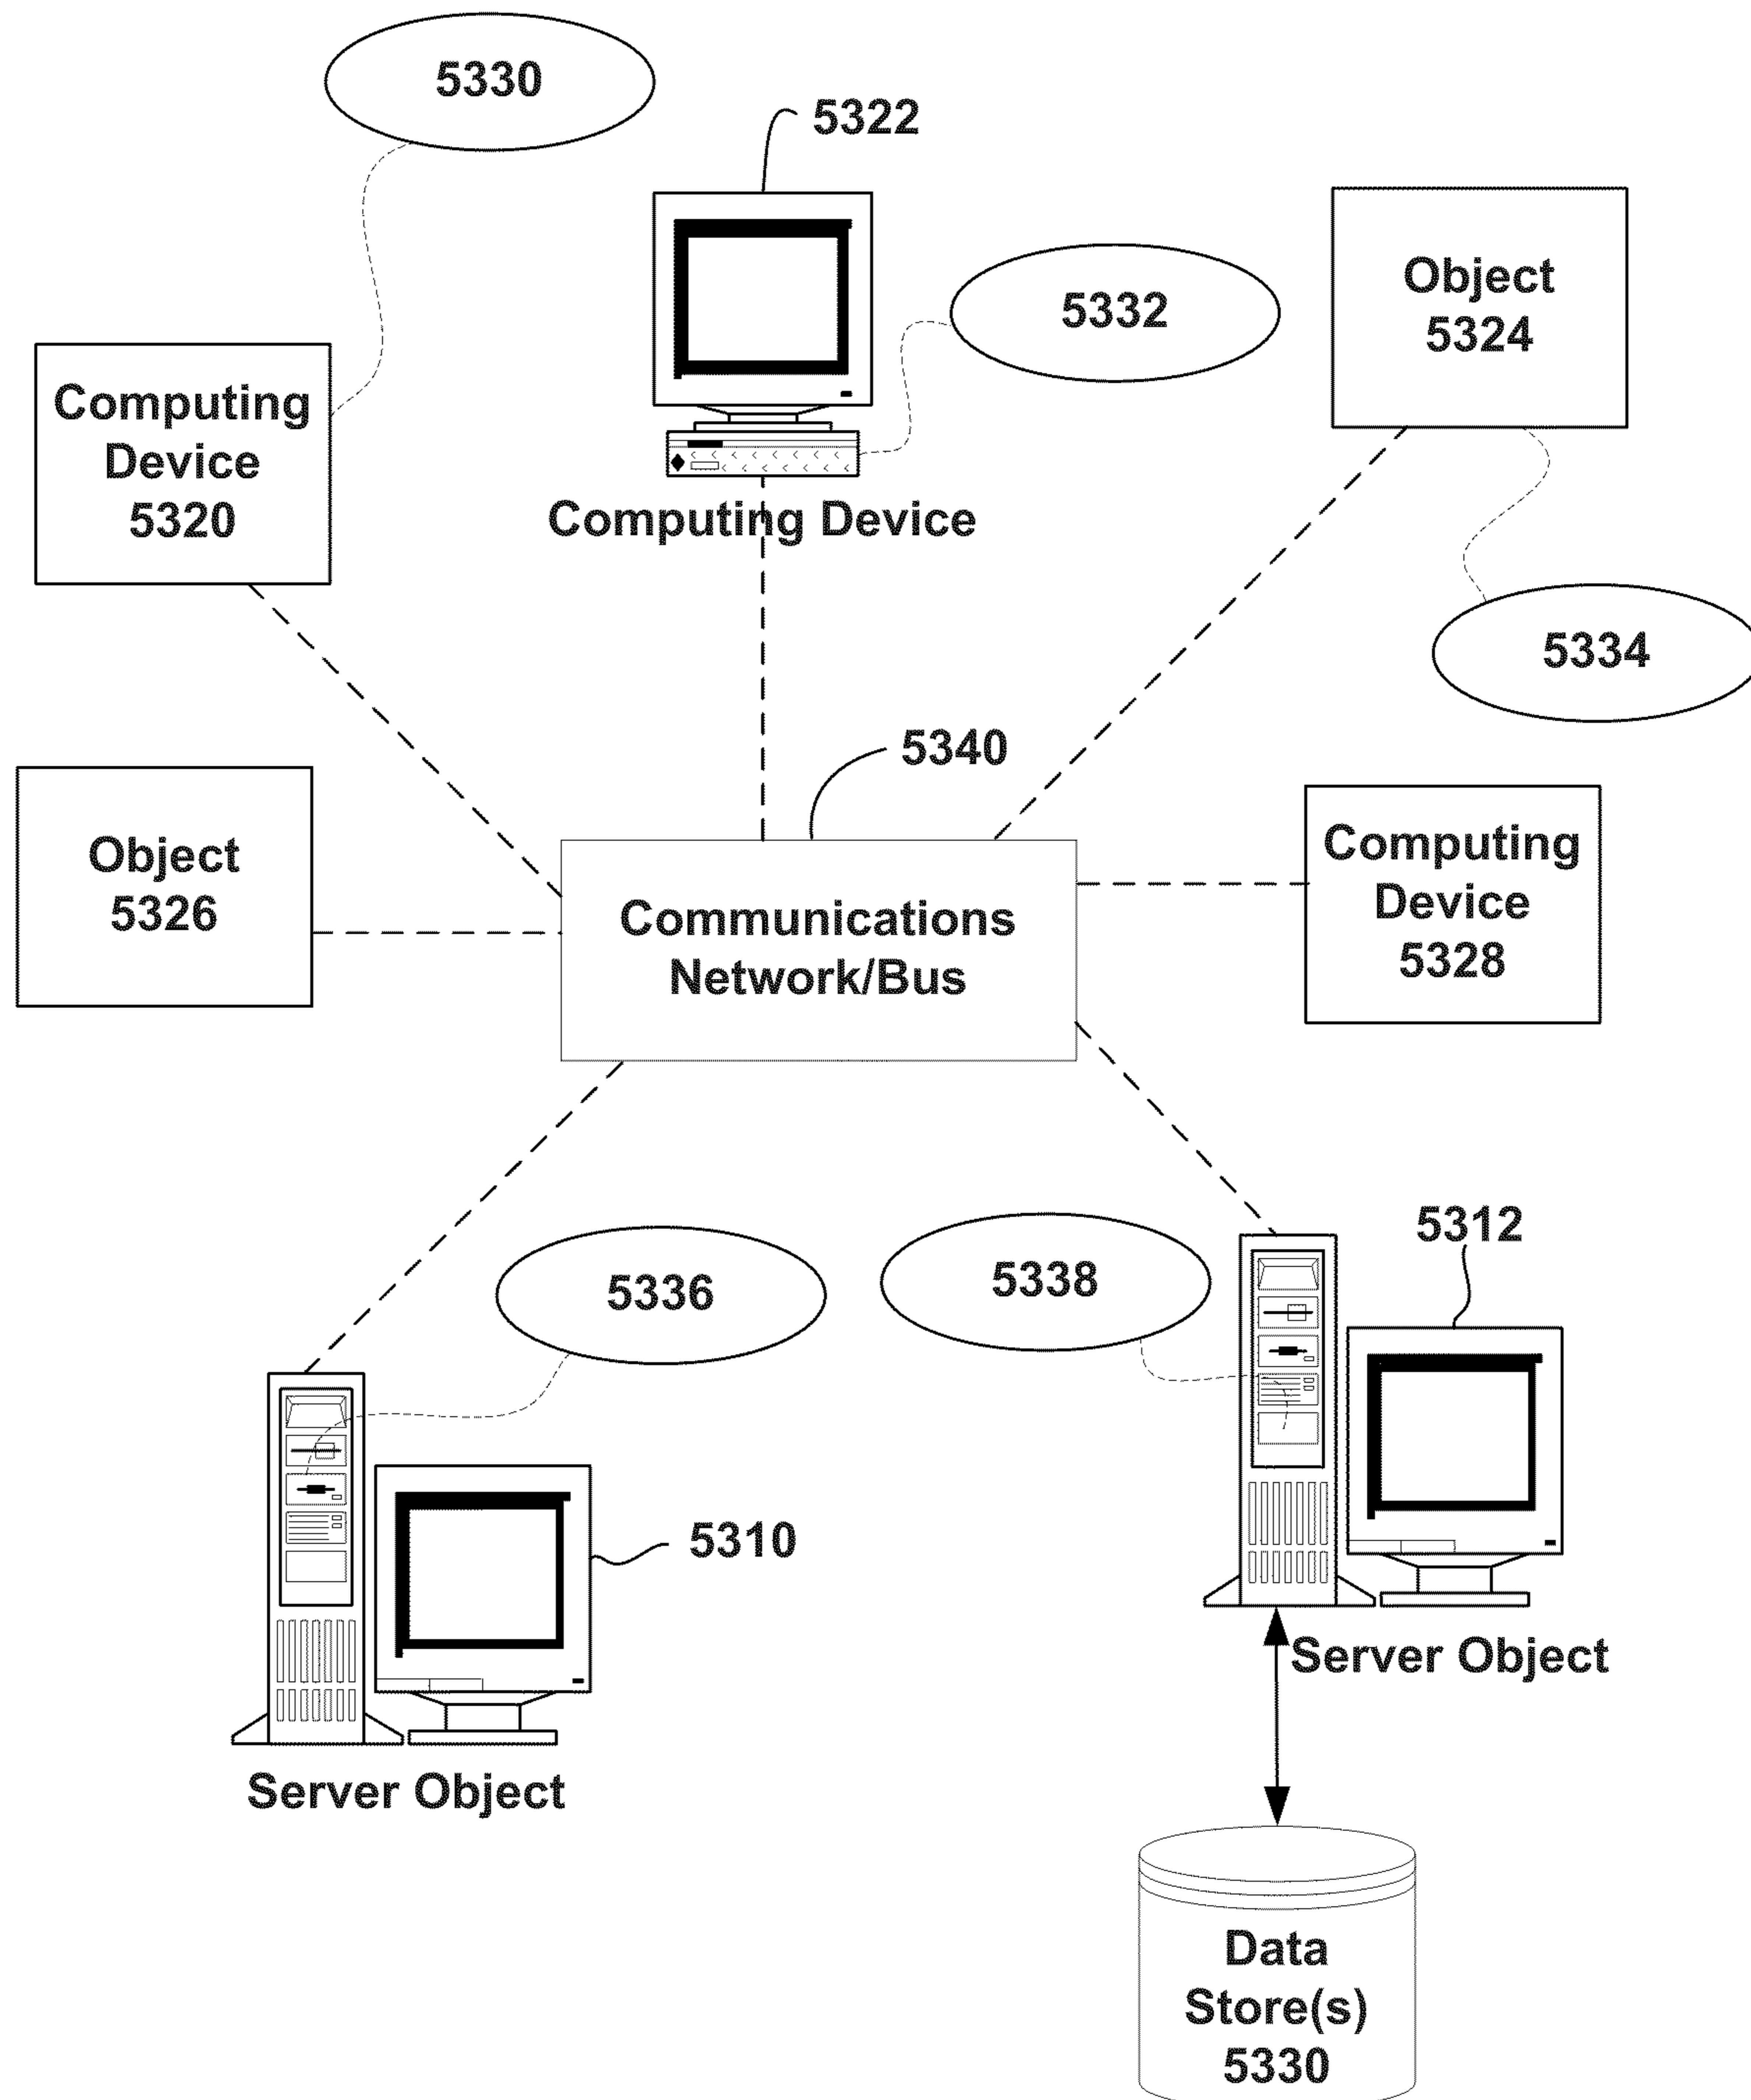 5330
5322
5332
Object
5324
Computing
Device
5320
Computing Device
5334
5340
Object
5326
Communications
Network/Bus
Computing
Device
5328
5336
5338
5312
5310
Server Object
Server Object
Data
Store(s)
5330